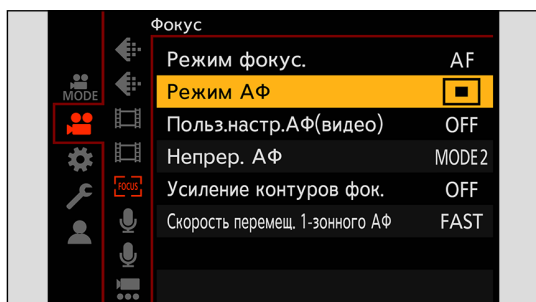 Фокус
Режим фокус. AF
MODE
Режим АФ
Польз.настр.АФ(видео) OFF
Непрер. АФ MODE2
FOCUS
Усиление контуров фок. OFF
Скорость перемещ. 1-зонного АФ FAST